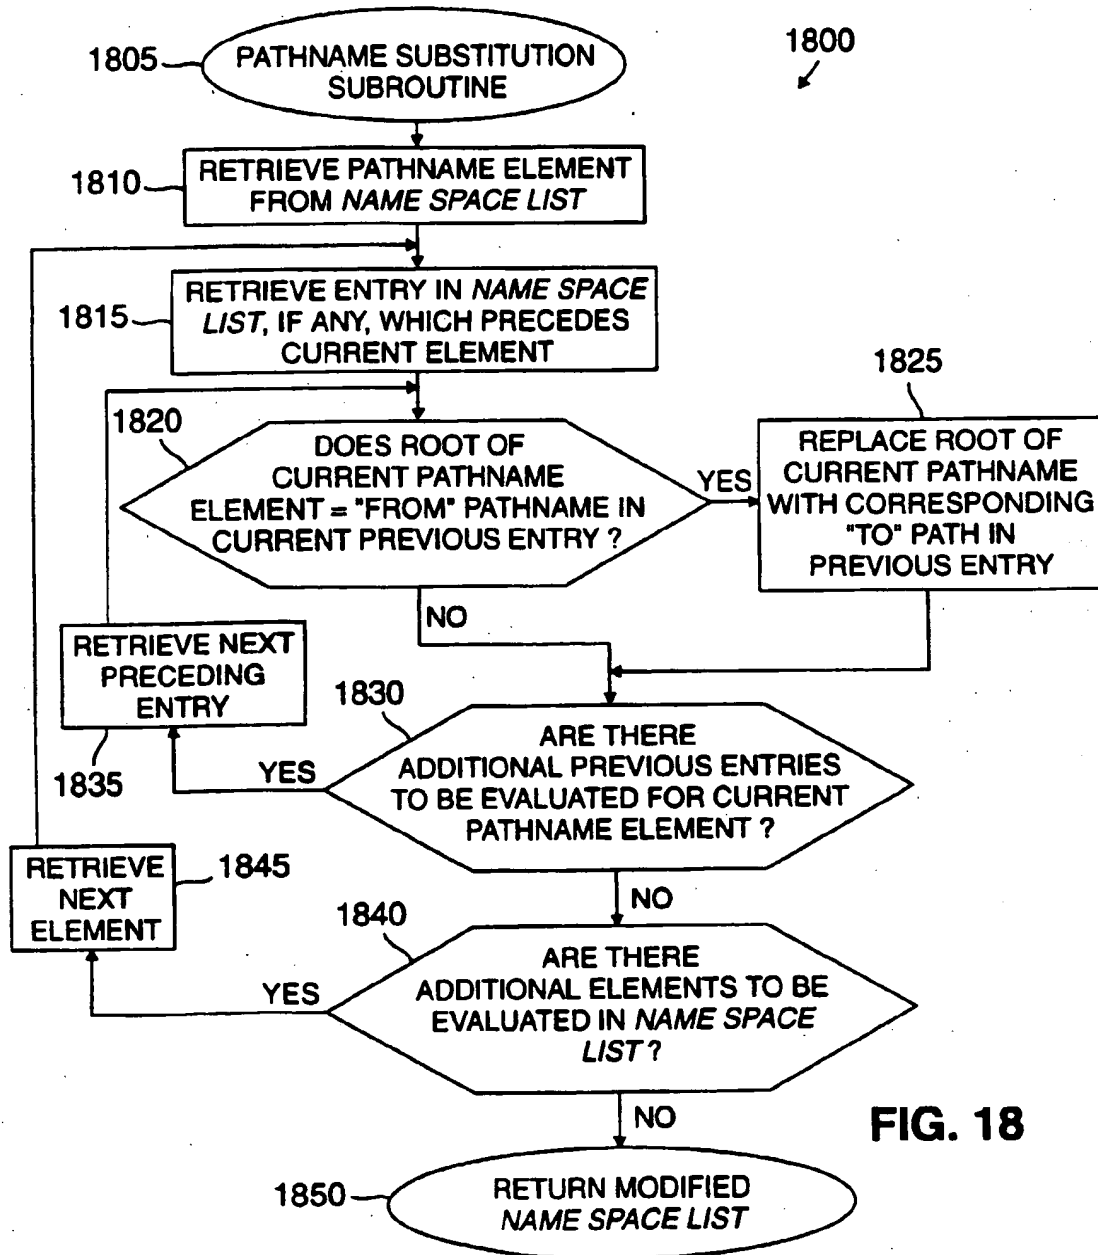 1800
1805
PATHNAME SUBSTITUTION
SUBROUTINE
1810
RETRIEVE PATHNAME ELEMENT
FROM NAME SPACE LIST
1815
RETRIEVE ENTRY IN NAME SPACE
LIST, IF ANY, WHICH PRECEDES
CURRENT ELEMENT
1820
DOES ROOT OF
CURRENT PATHNAME
ELEMENT = "FROM" PATHNAME IN
CURRENT PREVIOUS ENTRY ?
YES
1825
REPLACE ROOT OF
CURRENT PATHNAME
WITH CORRESPONDING
"TO" PATH IN
PREVIOUS ENTRY
NO
RETRIEVE NEXT
PRECEDING
ENTRY
1835
1830
ARE THERE
ADDITIONAL PREVIOUS ENTRIES
TO BE EVALUATED FOR CURRENT
PATHNAME ELEMENT ?
YES
NO
RETRIEVE
NEXT
ELEMENT
1845
1840
ARE THERE
ADDITIONAL ELEMENTS TO BE
EVALUATED IN NAME SPACE
LIST ?
YES
NO
FIG. 18
1850
RETURN MODIFIED
NAME SPACE LIST